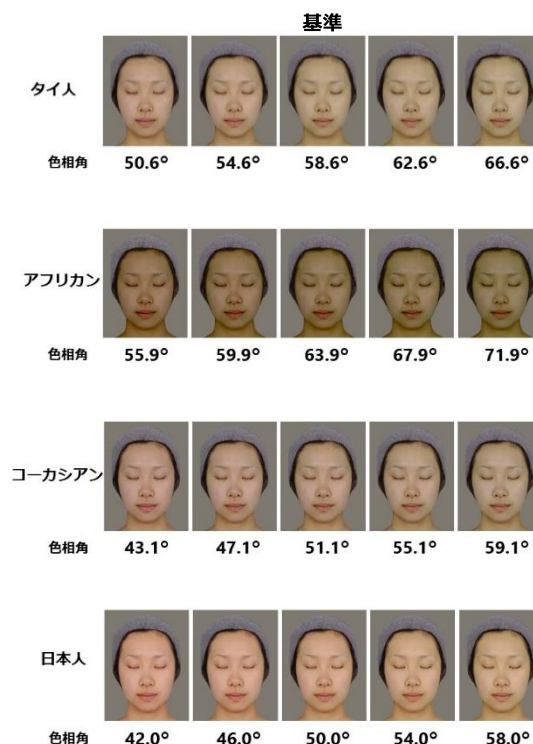 基準
タイ人
色相角 50.6° 54.6° 58.6° 62.6° 66.6°
アフリカン
色相角 55.9° 59.9° 63.9° 67.9° 71.9°
コーカシアン
色相角 43.1° 47.1° 51.1° 55.1° 59.1°
日本人
色相角 42.0° 46.0° 50.0° 54.0° 58.0°